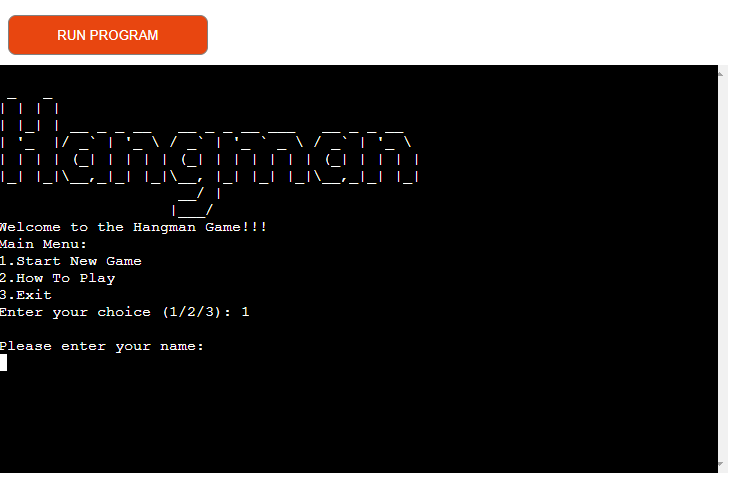 RUN PROGRAM
Hangman
Welcome to the Hangman Game!!!
Main Menu:
1.Start New Game
2.How To Play
3.Exit
Enter your choice (1/2/3): 1
Please enter your name: